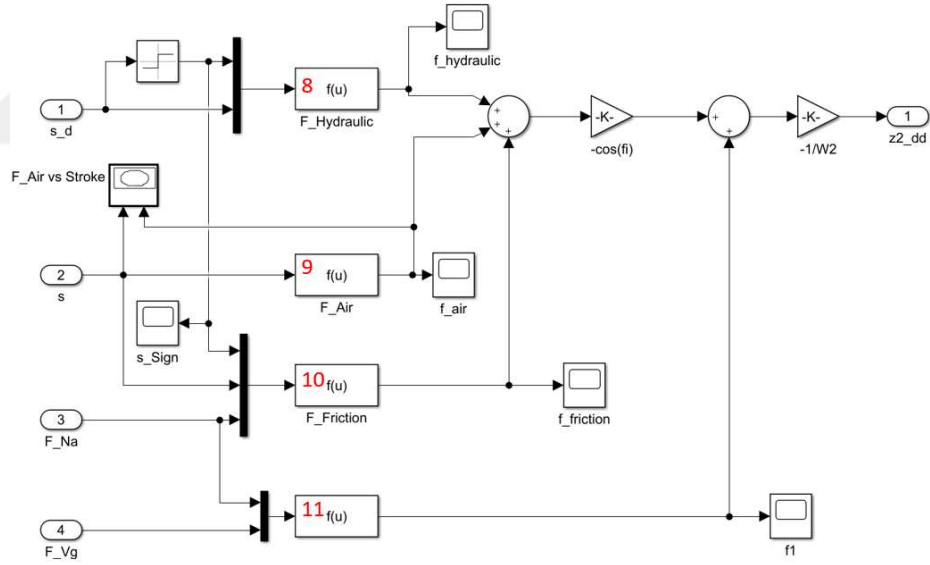 f_hydraulic
1
s_d
8 f(u)
F_Hydraulic
+
+
+
-K-
-cos(fi)
+
+
-K-
-1/W2
1
z2_dd
F_Air vs Stroke
2
s
9 f(u)
F_Air
f_air
s_Sign
10 f(u)
F_Friction
f_friction
3
F_Na
11 f(u)
4
F_Vg
f1